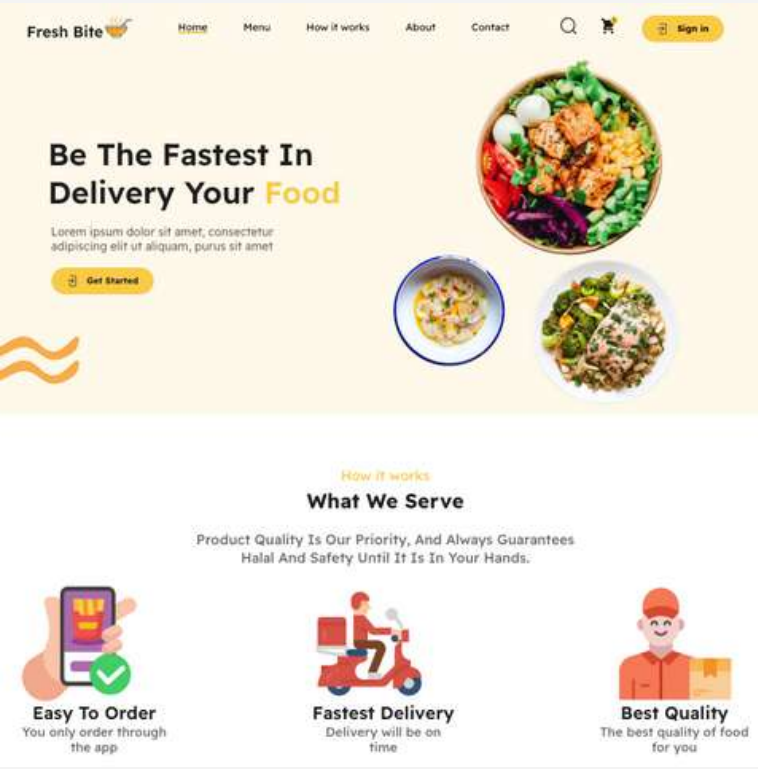 Fresh Bite
Home
Menu
How it works
About
Contact
Sign in
Be The Fastest In
Delivery Your Food
Lorem ipsum dolor sit amet, consectetur
adipiscing elit ut aliquam, purus sit amet
Get Started
How it works
What We Serve
Product Quality Is Our Priority, And Always Guarantees
Halal And Safety Until It Is In Your Hands.
Easy To Order
You only order through
the app
Fastest Delivery
Delivery will be on
time
Best Quality
The best quality of food
for you